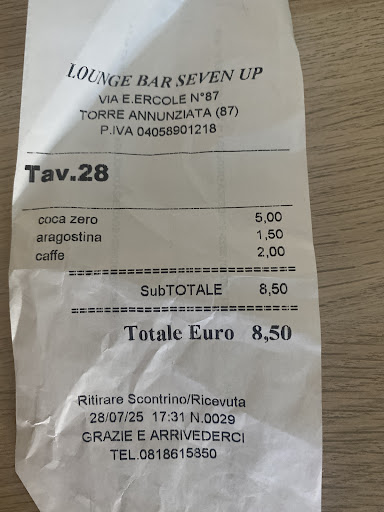 LOUNGE BAR SEVEN UP
VIA E.ERCOLE N°87
TORRE ANNUNZIATA (87)
P.IVA 04058901218
Tav.28
coca zero 5,00
aragostina 1,50
caffe 2,00
SubTOTALE 8,50
Totale Euro 8,50
Ritirare Scontrino/Ricevuta
28/07/25 17:31 N.0029
GRAZIE E ARRIVEDERCI
TEL.0818615850